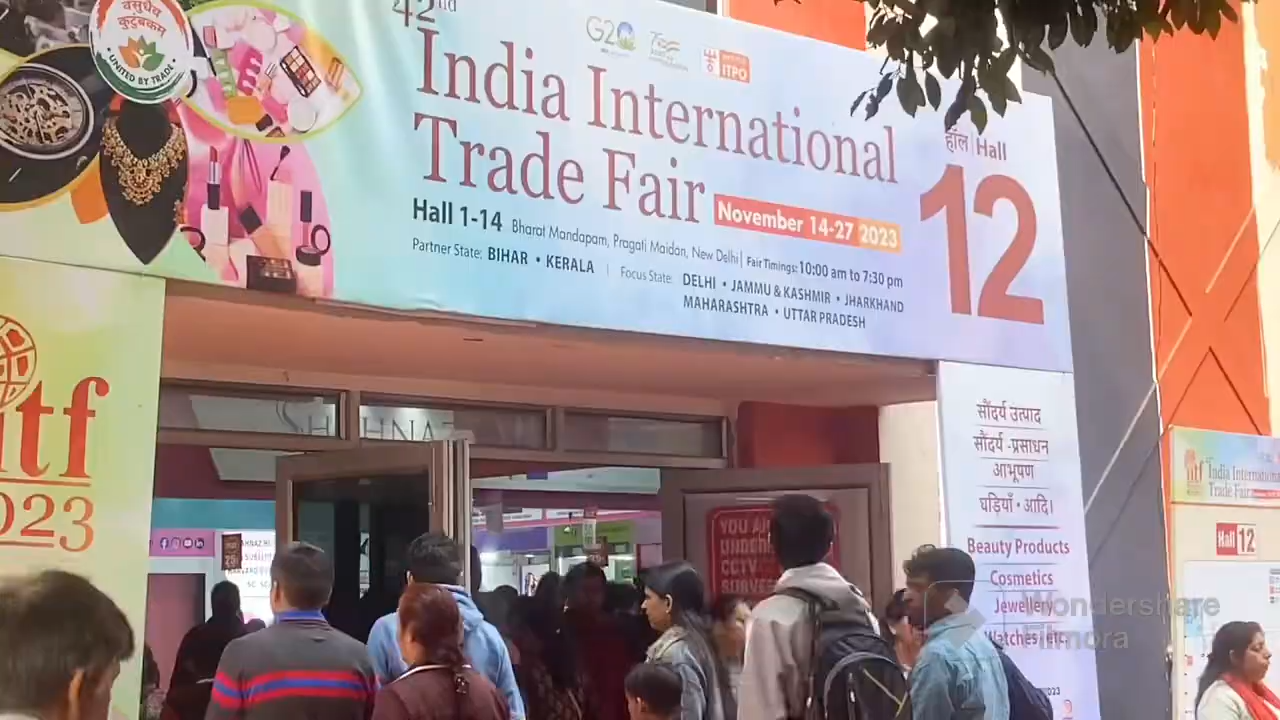 वसुधैव
कुटुम्बकम
UNITED BY TRADE
42nd
G20
ITPO
India International
Trade Fair
November 14-27 2023
Hall 1-14 Bharat Mandapam, Pragati Maidan, New Delhi | Fair Timings: 10:00 am to 7:30 pm
Partner State: BIHAR • KERALA | Focus State: DELHI • JAMMU & KASHMIR • JHARKHAND
MAHARASHTRA • UTTAR PRADESH
हॉल | Hall
12
itf
2023
सौंदर्य उत्पाद
सौंदर्य -प्रसाधन
आभूषण
घड़ियाँ • आदि।
Beauty Products
Cosmetics
Jewellery
Watches etc.
YOU
UNDER
CCTV
India International
Trade Fair
Hall 12
Wondershare
Filmora